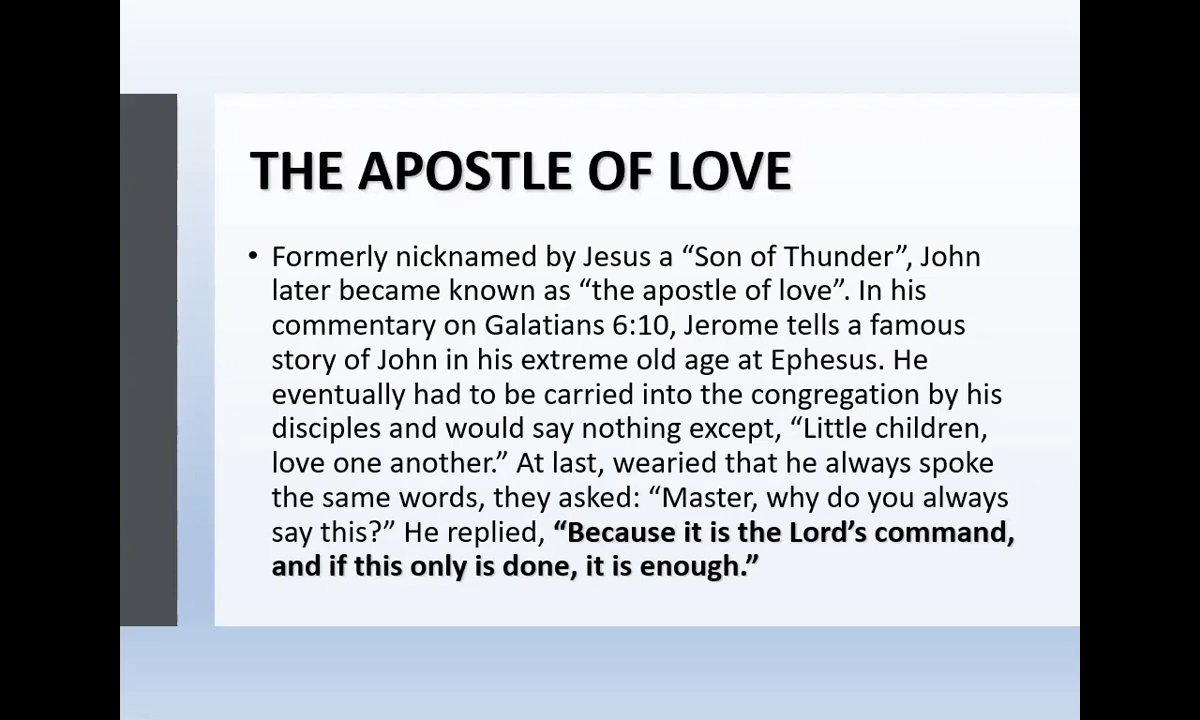 THE APOSTLE OF LOVE
• Formerly nicknamed by Jesus a “Son of Thunder”, John
later became known as “the apostle of love”. In his
commentary on Galatians 6:10, Jerome tells a famous
story of John in his extreme old age at Ephesus. He
eventually had to be carried into the congregation by his
disciples and would say nothing except, “Little children,
love one another.” At last, wearied that he always spoke
the same words, they asked: “Master, why do you always
say this?” He replied, “Because it is the Lord’s command,
and if this only is done, it is enough.”